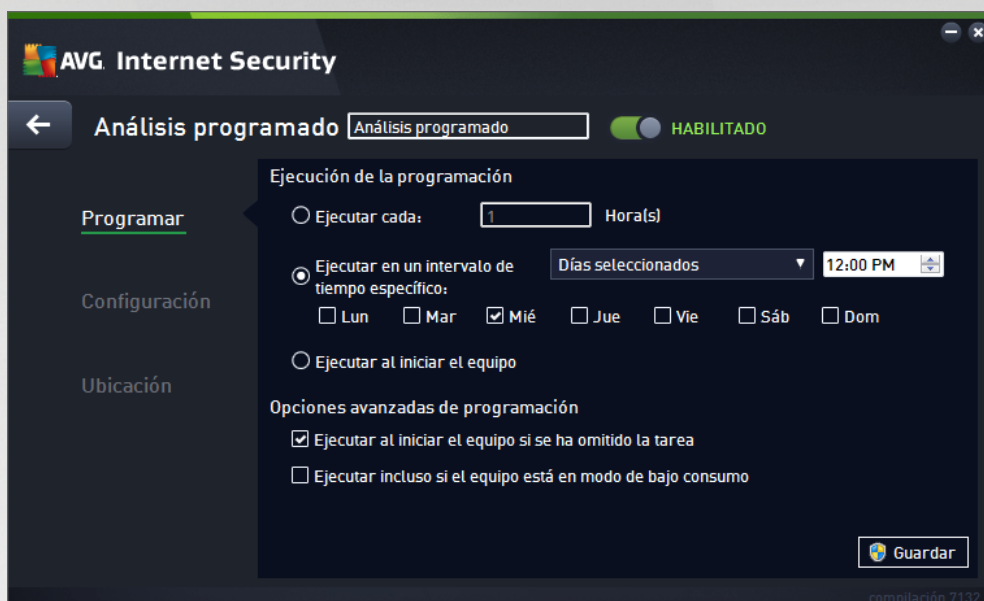 AVG. Internet Security
Análisis programado Análisis programado HABILITADO
Programar
Configuración
Ubicación
Ejecución de la programación
Ejecutar cada: 1 Hora(s)
Ejecutar en un intervalo de
tiempo específico:
Días seleccionados 12:00 PM
Lun Mar Mié Jue Vie Sáb Dom
Ejecutar al iniciar el equipo
Opciones avanzadas de programación
Ejecutar al iniciar el equipo si se ha omitido la tarea
Ejecutar incluso si el equipo está en modo de bajo consumo
Guardar
compilación 7132